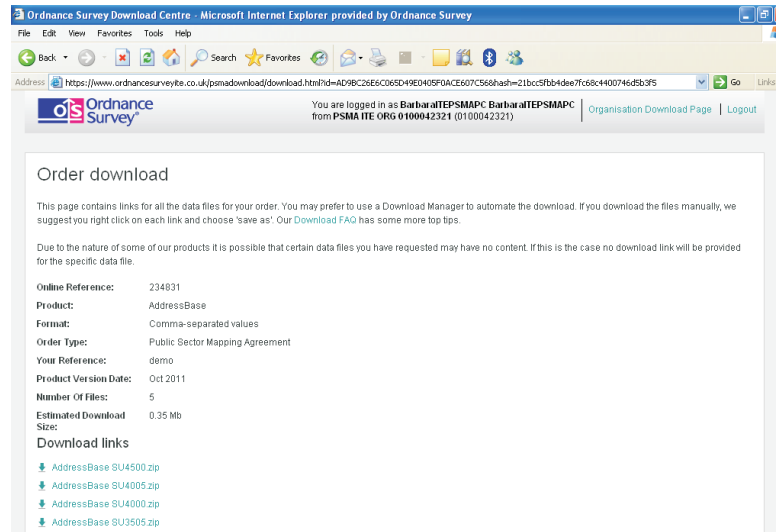 Ordnance Survey Download Centre - Microsoft Internet Explorer provided by Ordnance Survey
File Edit View Favorites Tools Help
Back Search Favorites
Address https://www.ordnancesurveyite.co.uk/psmadownload/download.html?id=AD9BC26E6C065D49E0405F0ACE607C56&hash=21bcc5fbb4dee7fc68c4400746d5b3f5 Go Links
OS Ordnance Survey®
You are logged in as BarbaraITEPSMAPC BarbaraITEPSMAPC
from PSMA ITE ORG 0100042321 (0100042321)
Organisation Download Page | Logout
Order download
This page contains links for all the data files for your order. You may prefer to use a Download Manager to automate the download. If you download the files manually, we
suggest you right click on each link and choose 'save as'. Our Download FAQ has some more top tips.
Due to the nature of some of our products it is possible that certain data files you have requested may have no content. If this is the case no download link will be provided
for the specific data file.
Online Reference: 234831
Product: AddressBase
Format: Comma-separated values
Order Type: Public Sector Mapping Agreement
Your Reference: demo
Product Version Date: Oct 2011
Number Of Files: 5
Estimated Download Size: 0.35 Mb
Download links
AddressBase SU4500.zip
AddressBase SU4005.zip
AddressBase SU4000.zip
AddressBase SU3505.zip